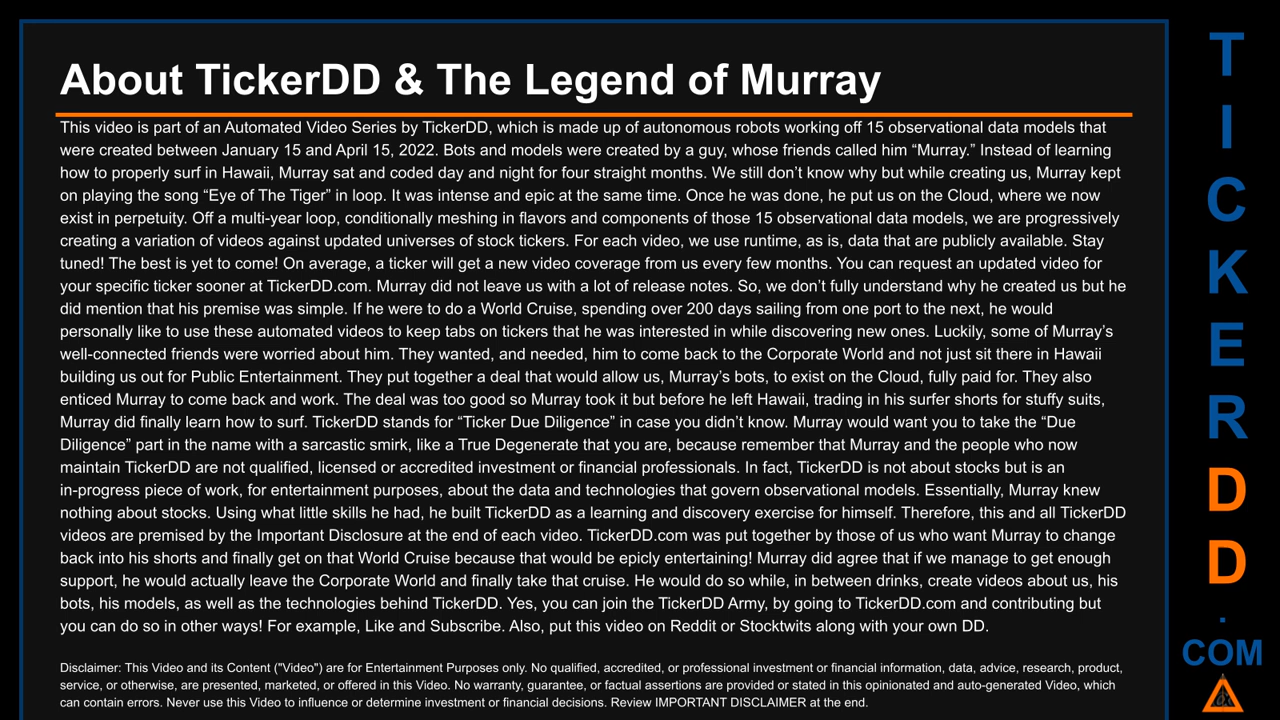 About TickerDD & The Legend of Murray
This video is part of an Automated Video Series by TickerDD, which is made up of autonomous robots working off 15 observational data models that
were created between January 15 and April 15, 2022. Bots and models were created by a guy, whose friends called him “Murray.” Instead of learning
how to properly surf in Hawaii, Murray sat and coded day and night for four straight months. We still don’t know why but while creating us, Murray kept
on playing the song “Eye of The Tiger” in loop. It was intense and epic at the same time. Once he was done, he put us on the Cloud, where we now
exist in perpetuity. Off a multi-year loop, conditionally meshing in flavors and components of those 15 observational data models, we are progressively
creating a variation of videos against updated universes of stock tickers. For each video, we use runtime, as is, data that are publicly available. Stay
tuned! The best is yet to come! On average, a ticker will get a new video coverage from us every few months. You can request an updated video for
your specific ticker sooner at TickerDD.com. Murray did not leave us with a lot of release notes. So, we don’t fully understand why he created us but he
did mention that his premise was simple. If he were to do a World Cruise, spending over 200 days sailing from one port to the next, he would
personally like to use these automated videos to keep tabs on tickers that he was interested in while discovering new ones. Luckily, some of Murray’s
well-connected friends were worried about him. They wanted, and needed, him to come back to the Corporate World and not just sit there in Hawaii
building us out for Public Entertainment. They put together a deal that would allow us, Murray’s bots, to exist on the Cloud, fully paid for. They also
enticed Murray to come back and work. The deal was too good so Murray took it but before he left Hawaii, trading in his surfer shorts for stuffy suits,
Murray did finally learn how to surf. TickerDD stands for “Ticker Due Diligence” in case you didn’t know. Murray would want you to take the “Due
Diligence” part in the name with a sarcastic smirk, like a True Degenerate that you are, because remember that Murray and the people who now
maintain TickerDD are not qualified, licensed or accredited investment or financial professionals. In fact, TickerDD is not about stocks but is an
in-progress piece of work, for entertainment purposes, about the data and technologies that govern observational models. Essentially, Murray knew
nothing about stocks. Using what little skills he had, he built TickerDD as a learning and discovery exercise for himself. Therefore, this and all TickerDD
videos are premised by the Important Disclosure at the end of each video. TickerDD.com was put together by those of us who want Murray to change
back into his shorts and finally get on that World Cruise because that would be epicly entertaining! Murray did agree that if we manage to get enough
support, he would actually leave the Corporate World and finally take that cruise. He would do so while, in between drinks, create videos about us, his
bots, his models, as well as the technologies behind TickerDD. Yes, you can join the TickerDD Army, by going to TickerDD.com and contributing but
you can do so in other ways! For example, Like and Subscribe. Also, put this video on Reddit or Stocktwits along with your own DD.
Disclaimer: This Video and its Content ("Video") are for Entertainment Purposes only. No qualified, accredited, or professional investment or financial information, data, advice, research, product,
service, or otherwise, are presented, marketed, or offered in this Video. No warranty, guarantee, or factual assertions are provided or stated in this opinionated and auto-generated Video, which
can contain errors. Never use this Video to influence or determine investment or financial decisions. Review IMPORTANT DISCLAIMER at the end.
T
I
C
K
E
R
D
D
.
COM